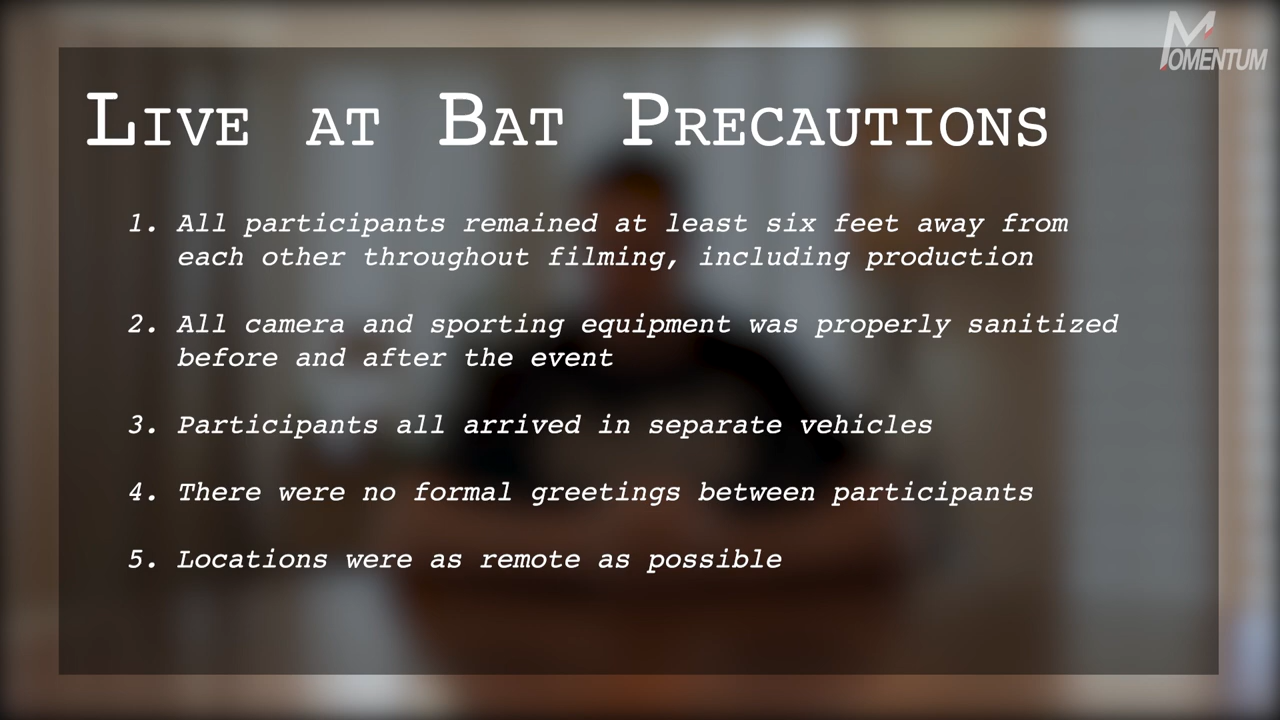 MOMENTUM
LIVE AT BAT PRECAUTIONS
1. All participants remained at least six feet away from
each other throughout filming, including production
2. All camera and sporting equipment was properly sanitized
before and after the event
3. Participants all arrived in separate vehicles
4. There were no formal greetings between participants
5. Locations were as remote as possible